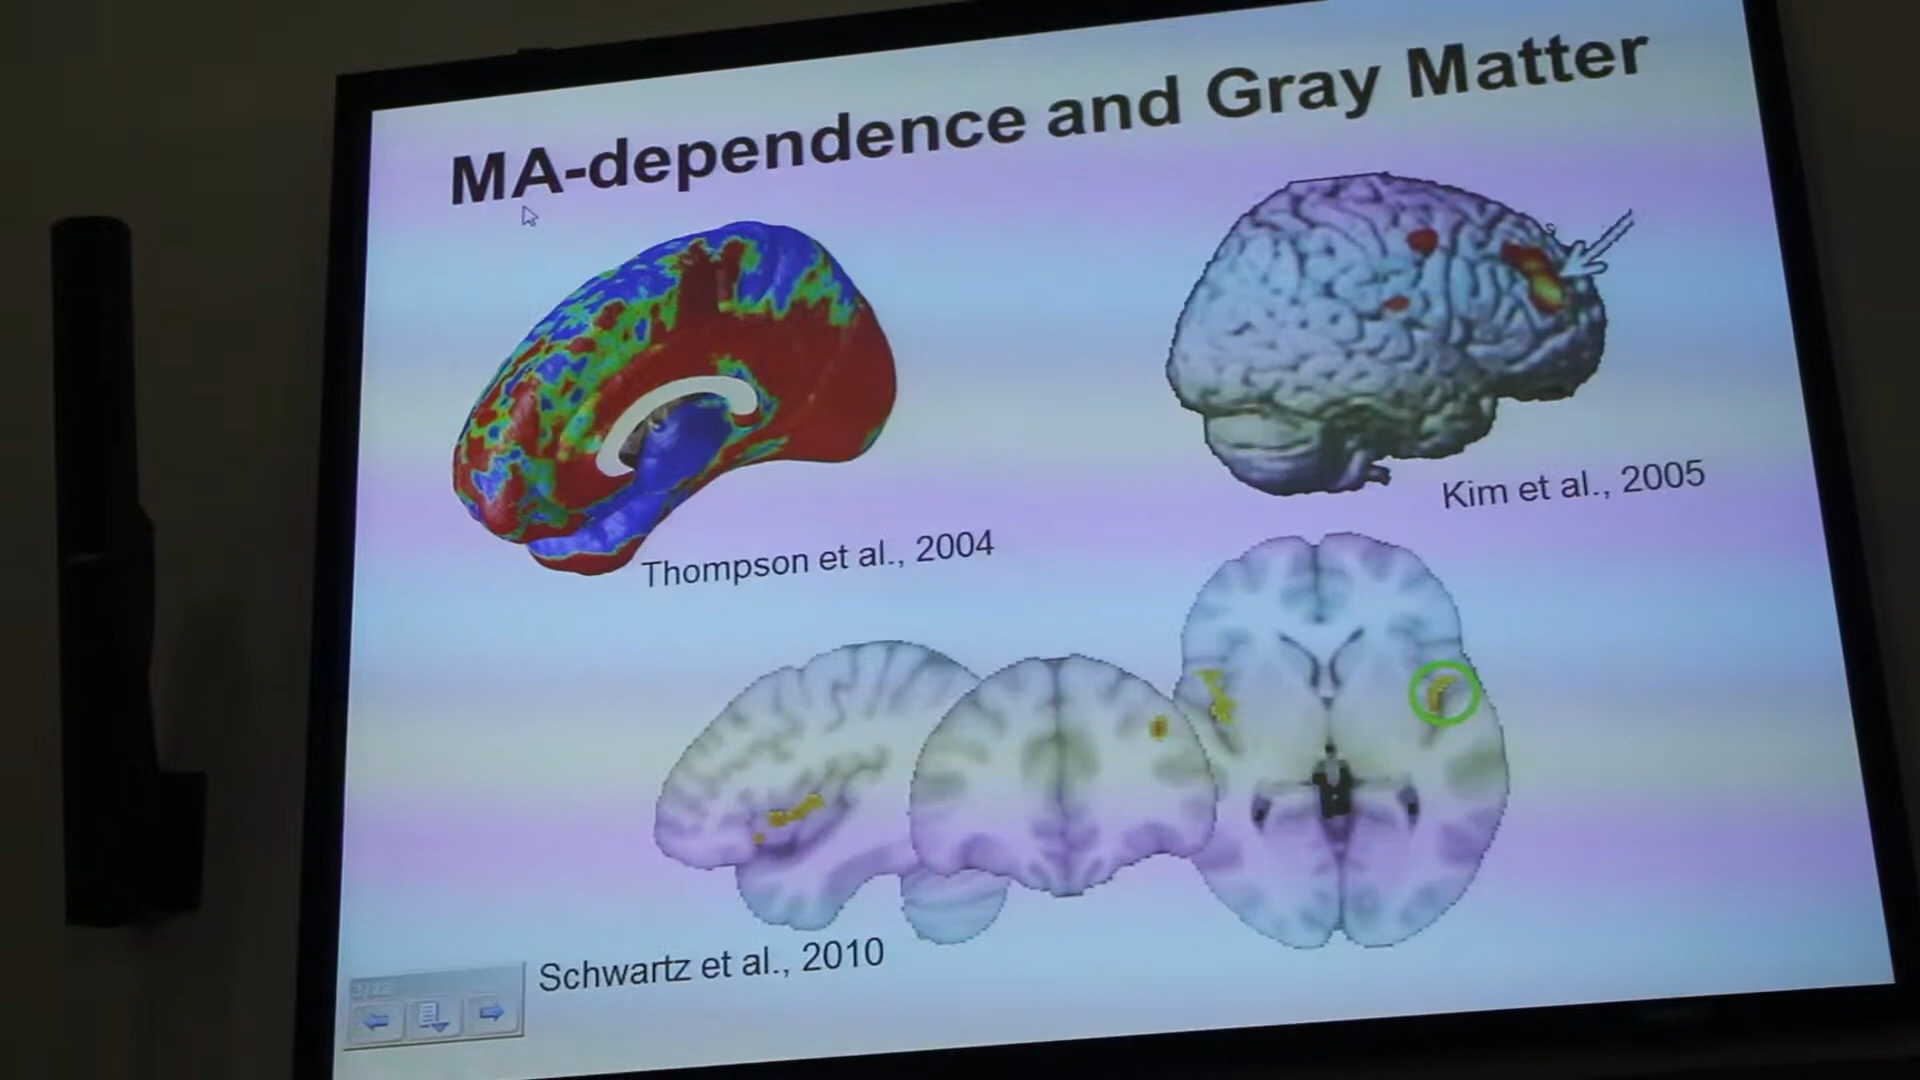 MA-dependence and Gray Matter
Kim et al., 2005
Thompson et al., 2004
Schwartz et al., 2010